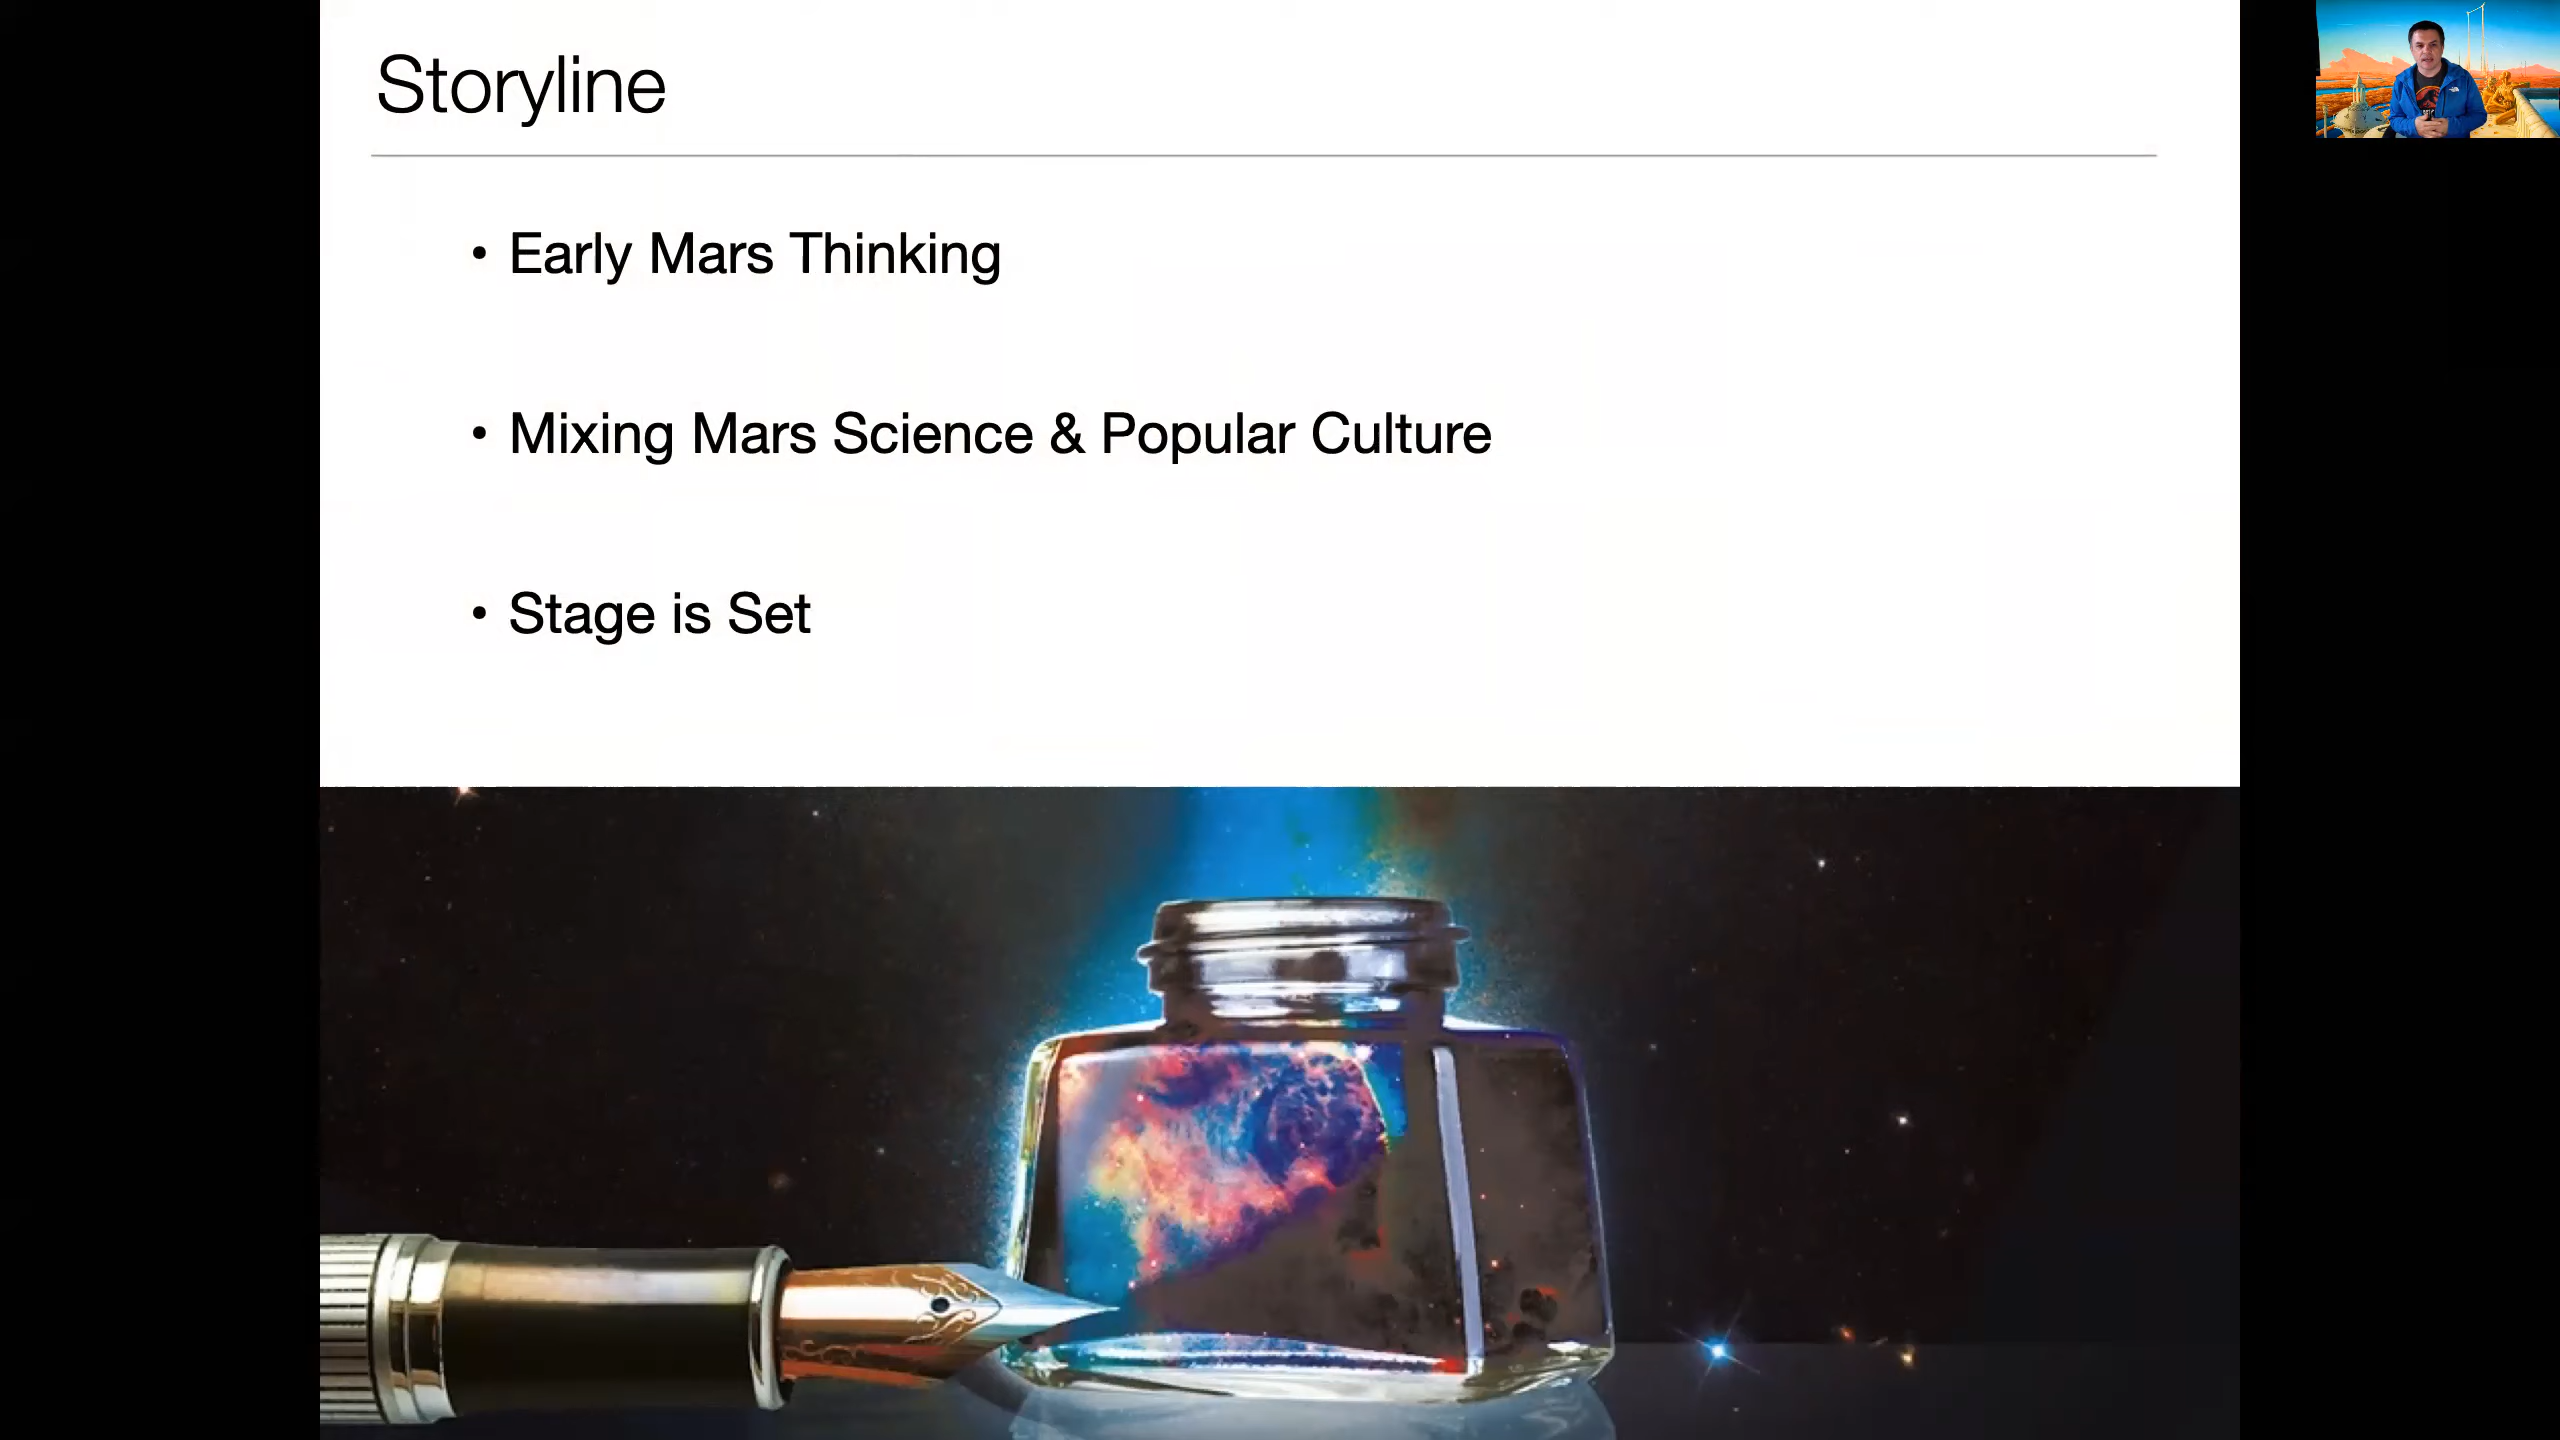 Storyline
• Early Mars Thinking
• Mixing Mars Science & Popular Culture
• Stage is Set